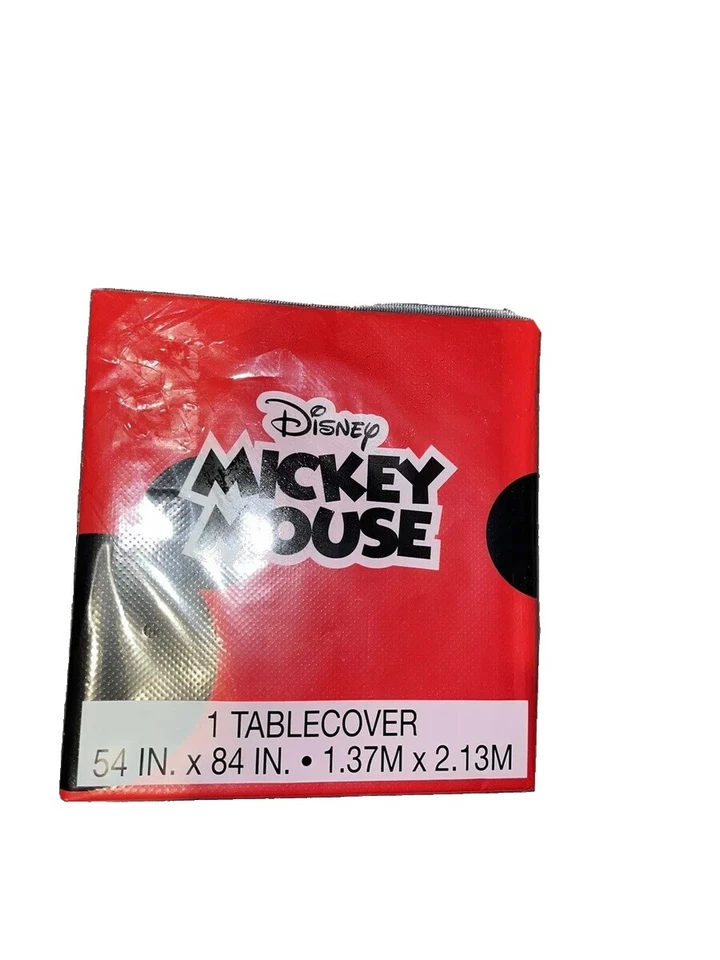 Disney
MICKEY
MOUSE
1 TABLECOVER
54 IN. x 84 IN. • 1.37M x 2.13M